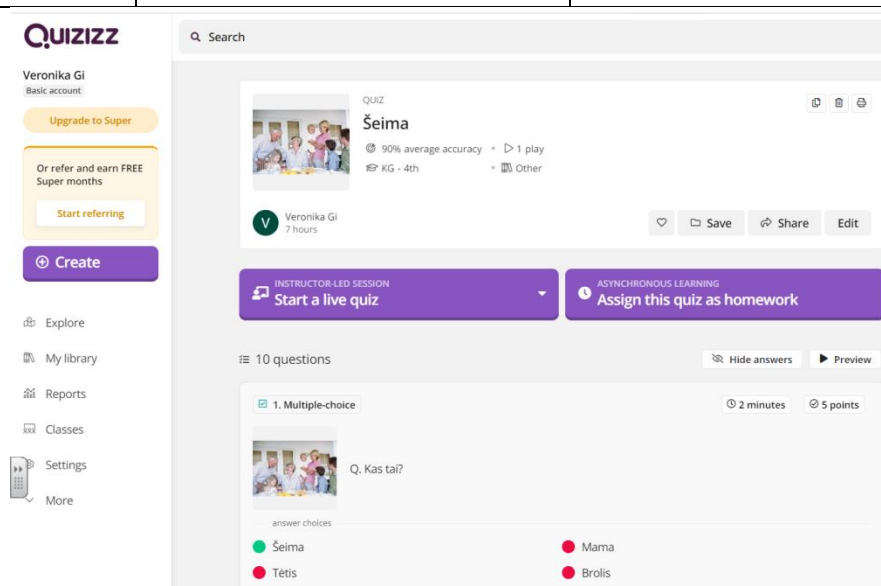 QUIZIZZ
Search
Veronika Gi
Basic account
Upgrade to Super
Or refer and earn FREE
Super months
Start referring
Create
Explore
My library
Reports
Classes
Settings
More
QUIZ
Šeima
90% average accuracy • 1 play
KG - 4th • Other
V
Veronika Gi
7 hours
Save
Share
Edit
INSTRUCTOR-LED SESSION
Start a live quiz
ASYNCHRONOUS LEARNING
Assign this quiz as homework
10 questions
Hide answers
Preview
1. Multiple-choice
2 minutes
5 points
Q. Kas tai?
answer choices
Šeima
Mama
Tėtis
Brolis